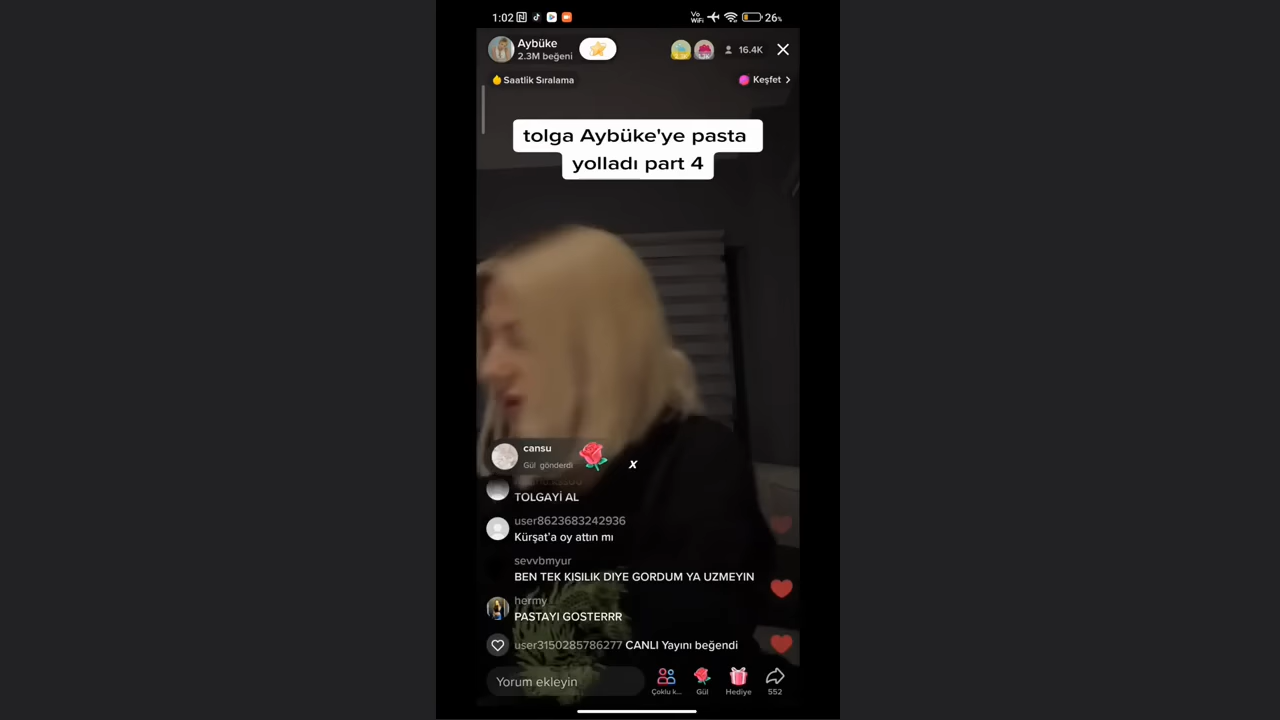 1:02
Vo WiFi
26%
Aybüke
2.3M beğeni
16.4K
Saatlik Sıralama
Keşfet >
tolga Aybüke'ye pasta
yolladı part 4
cansu
Gül gönderdi
x
TOLGAYİ AL
user8623683242936
Kürşat'a oy attın mı
sevvbmyur
BEN TEK KISILIK DIYE GORDUM YA UZMEYIN
hermy
PASTAYI GOSTERRR
user3150285786277 CANLI Yayını beğendi
Yorum ekleyin
Çoklu k...
Gül
Hediye
552